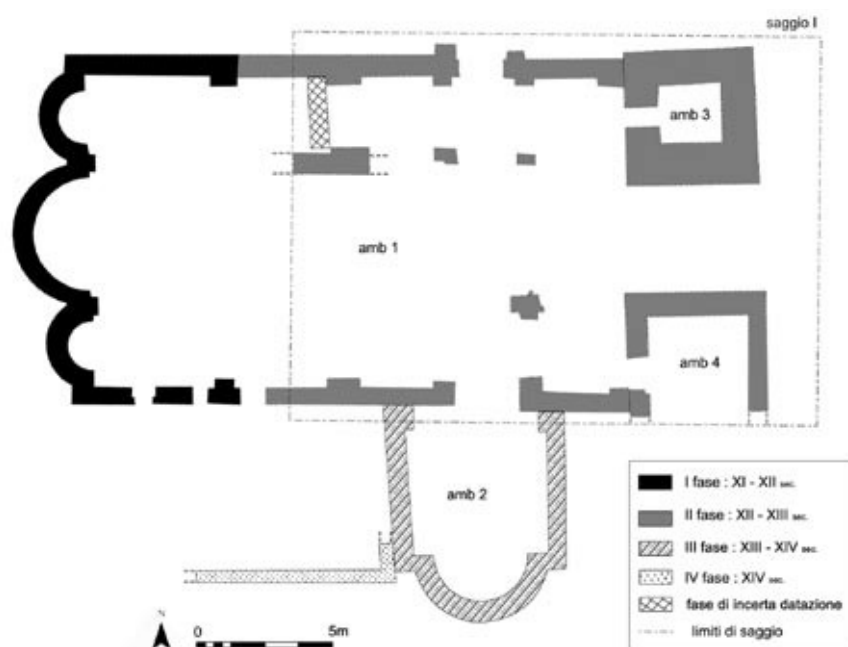 saggio I
amb 3
amb 1
amb 4
amb 2
I fase : XI - XII sec.
II fase : XII - XIII sec.
III fase : XIII - XIV sec.
IV fase : XIV sec.
fase di incerta datazione
limiti di saggio
N
0 5m